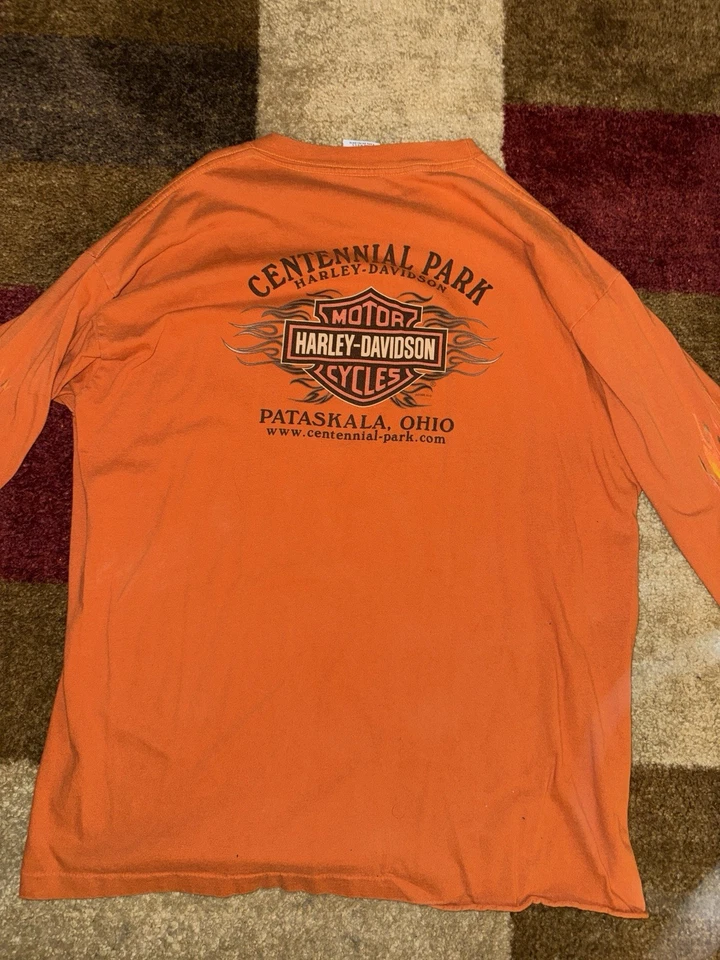 CENTENNIAL PARK
HARLEY-DAVIDSON
MOTOR
HARLEY-DAVIDSON
CYCLES
PATASKALA, OHIO
www.centennial-park.com